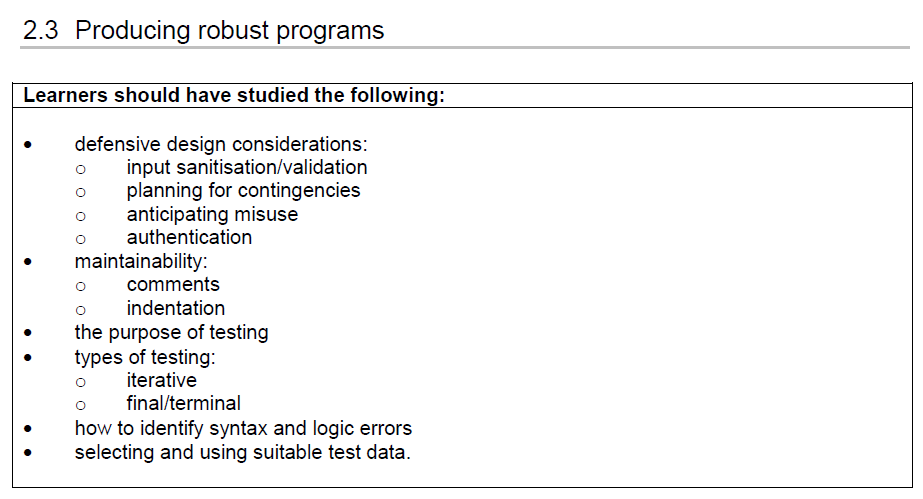 2.3 Producing robust programs
Learners should have studied the following:
• defensive design considerations:
o input sanitisation/validation
o planning for contingencies
o anticipating misuse
o authentication
• maintainability:
o comments
o indentation
• the purpose of testing
• types of testing:
o iterative
o final/terminal
• how to identify syntax and logic errors
• selecting and using suitable test data.